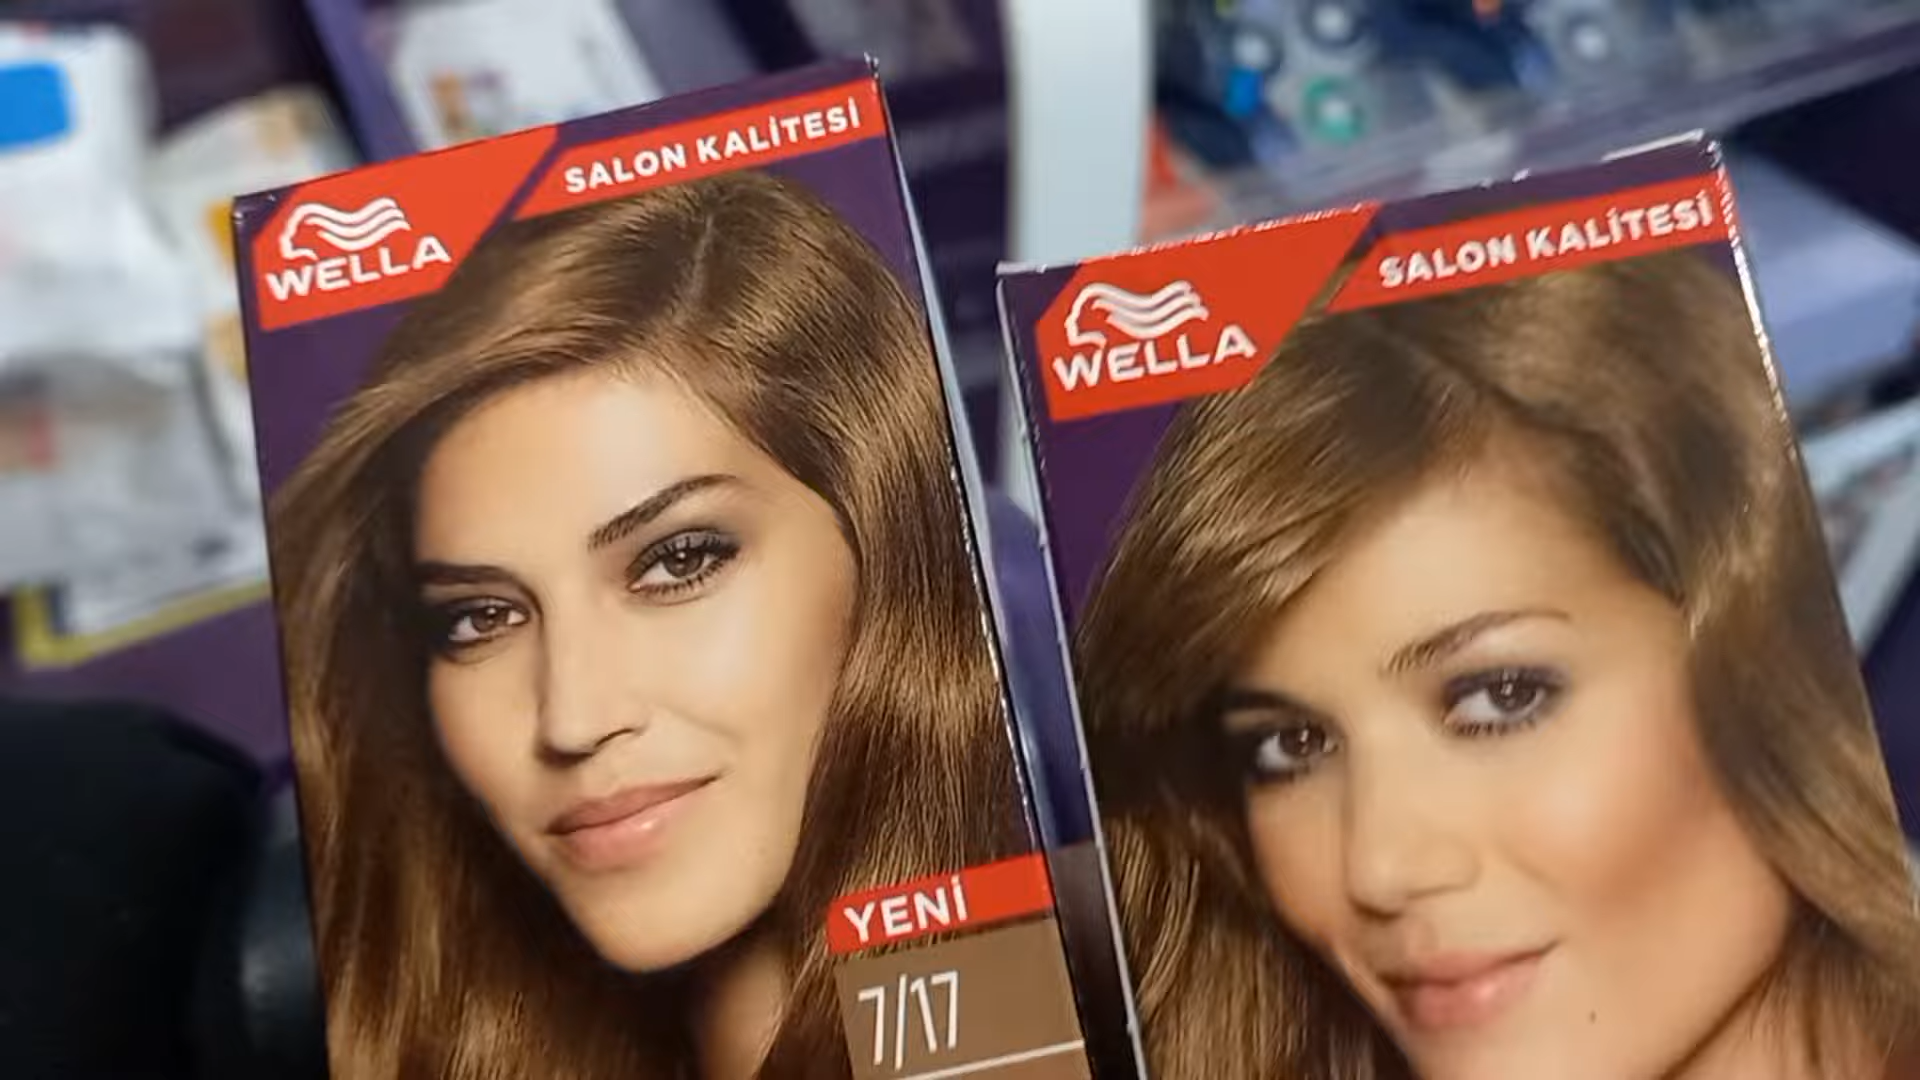 WELLA
SALON KALİTESİ
YENİ
7/17
WELLA
SALON KALİTESİ